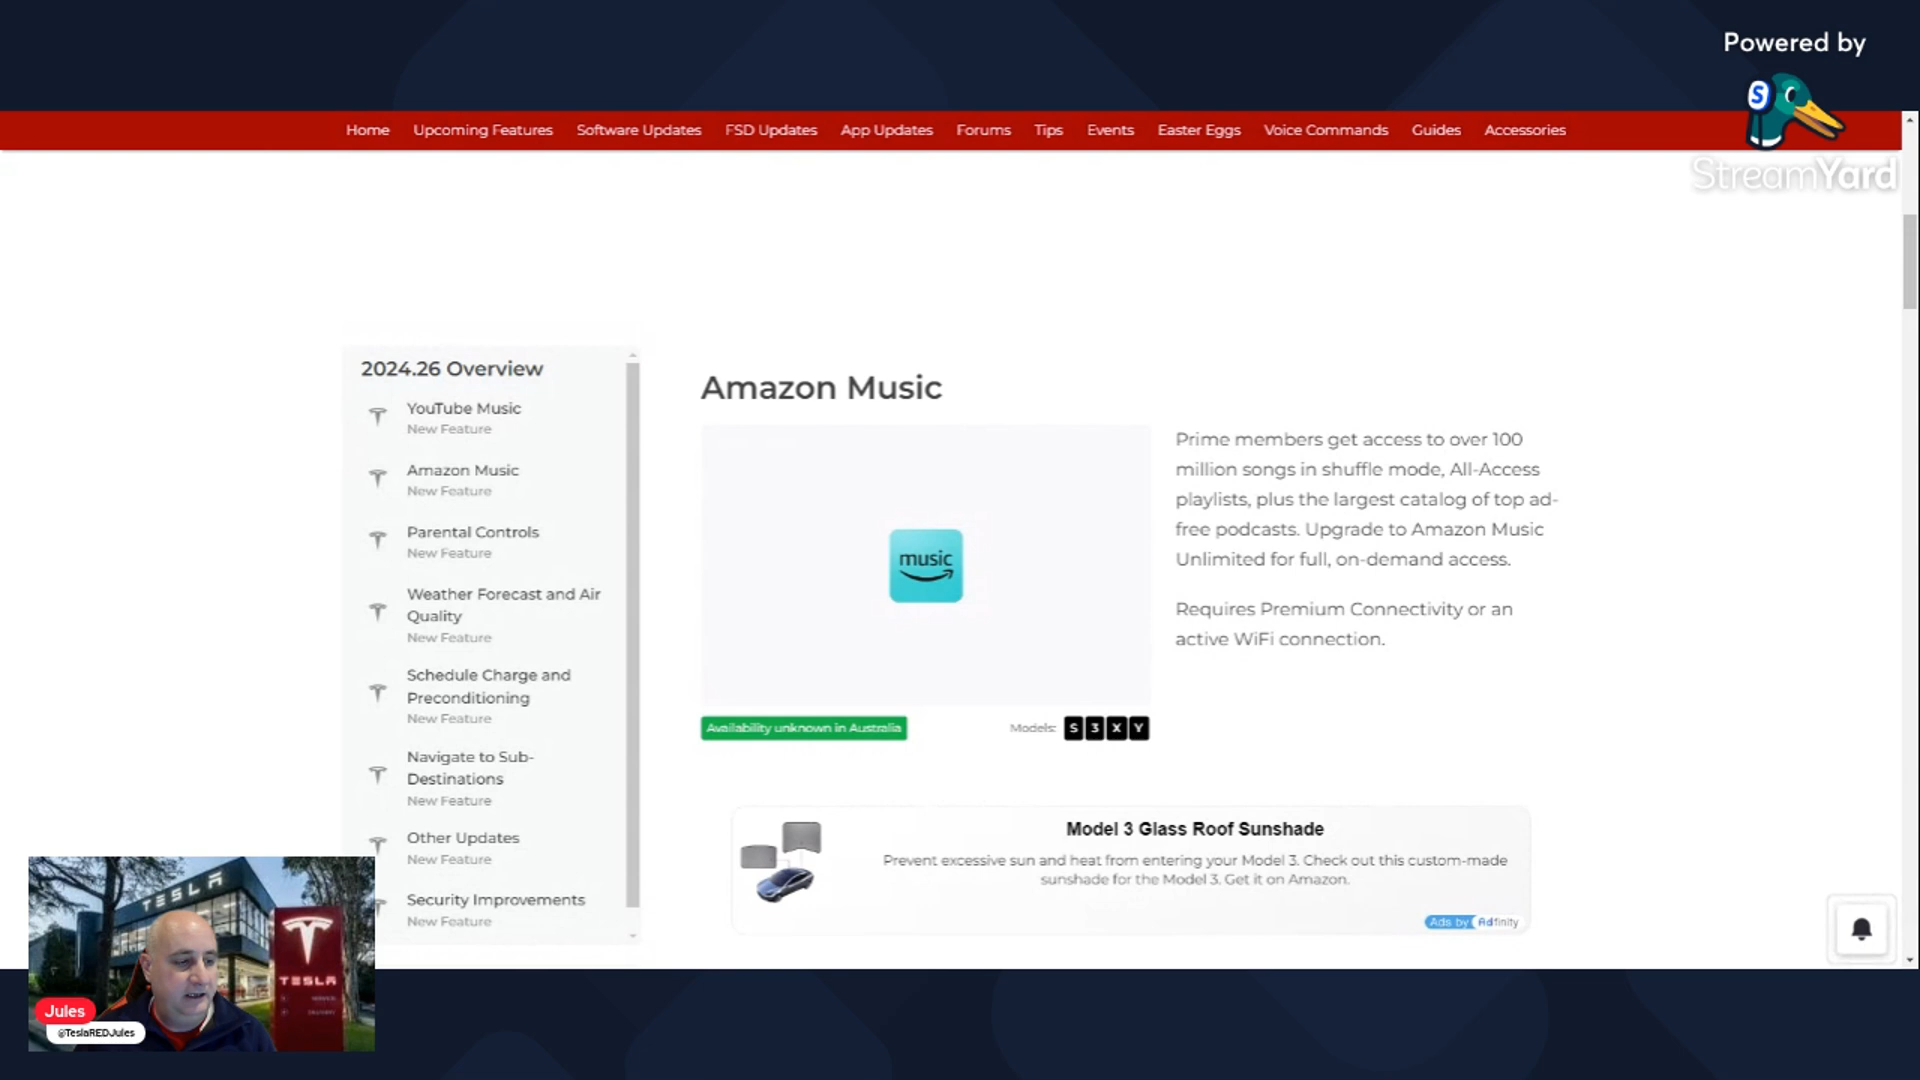 Powered by
S
StreamYard
Home Upcoming Features Software Updates FSD Updates App Updates Forums Tips Events Easter Eggs Voice Commands Guides Accessories
2024.26 Overview
YouTube Music
New Feature
Amazon Music
New Feature
Parental Controls
New Feature
Weather Forecast and Air
Quality
New Feature
Schedule Charge and
Preconditioning
New Feature
Navigate to Sub-
Destinations
New Feature
Other Updates
New Feature
Security Improvements
New Feature
Amazon Music
music
Prime members get access to over 100
million songs in shuffle mode, All-Access
playlists, plus the largest catalog of top ad-
free podcasts. Upgrade to Amazon Music
Unlimited for full, on-demand access.
Requires Premium Connectivity or an
active WiFi connection.
Availability unknown in Australia
Models: S 3 X Y
Model 3 Glass Roof Sunshade
Prevent excessive sun and heat from entering your Model 3. Check out this custom-made
sunshade for the Model 3. Get it on Amazon.
Ads by Adfinity
TESLA
TESLA
Jules
@TeslaREDJules